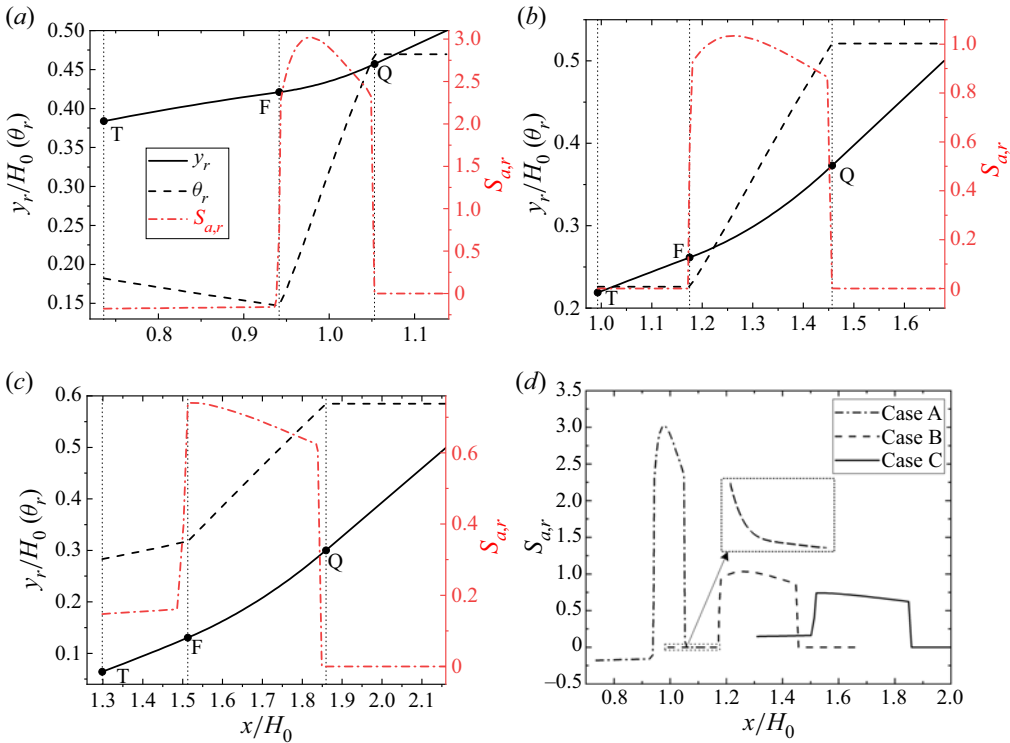 (a)
0.50
0.45
0.40
0.35
0.30
0.25
0.20
0.15
y_r/H_0 (θ_r)
0.8
0.9
1.0
1.1
3.0
2.5
2.0
1.5
1.0
0.5
0
S_{a,r}
T
F
Q
y_r
θ_r
S_{a,r}
(b)
0.5
0.4
0.3
0.2
y_r/H_0 (θ_r)
1.0
1.1
1.2
1.3
1.4
1.5
1.6
1.0
0.8
0.6
0.4
0.2
0
S_{a,r}
T
F
Q
(c)
0.6
0.5
0.4
0.3
0.2
0.1
y_r/H_0 (θ_r)
1.3
1.4
1.5
1.6
1.7
1.8
1.9
2.0
2.1
x/H_0
0.6
0.4
0.2
0
S_{a,r}
T
F
Q
(d)
3.5
3.0
2.5
2.0
1.5
1.0
0.5
0
−0.5
S_{a,r}
0.8
1.0
1.2
1.4
1.6
1.8
2.0
x/H_0
Case A
Case B
Case C